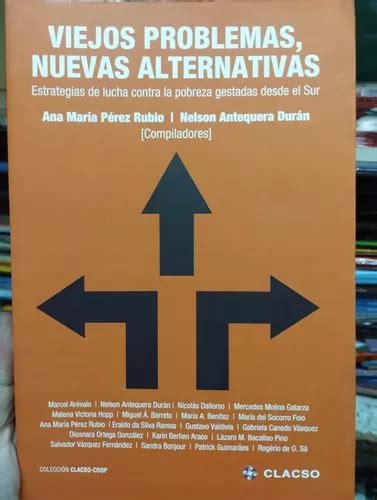 VIEJOS PROBLEMAS,
NUEVAS ALTERNATIVAS
Estrategias de lucha contra la pobreza gestadas desde el Sur
Ana María Pérez Rubio | Nelson Antequera Durán
[Compiladores]
Marcel Arévalo | Nelson Antequera Durán | Nicolás Dallorso | Mercedes Molina Galarza
Malena Victoria Hopp | Miguel Á. Barreto | María A. Benítez | María del Socorro Foio
Ana María Pérez Rubio | Eraldo da Silva Ramos | Gustavo Valdivia | Gabriela Canedo Vásquez
Dionnara Ortega González | Karin Berlien Araos | Lázaro M. Bacallao Pino
Salvador Vázquez Fernández | Sandra Bonjour | Patrick Guimarães | Rogério de O. Sá
COLECCIÓN CLACSO-CROP
CLACSO